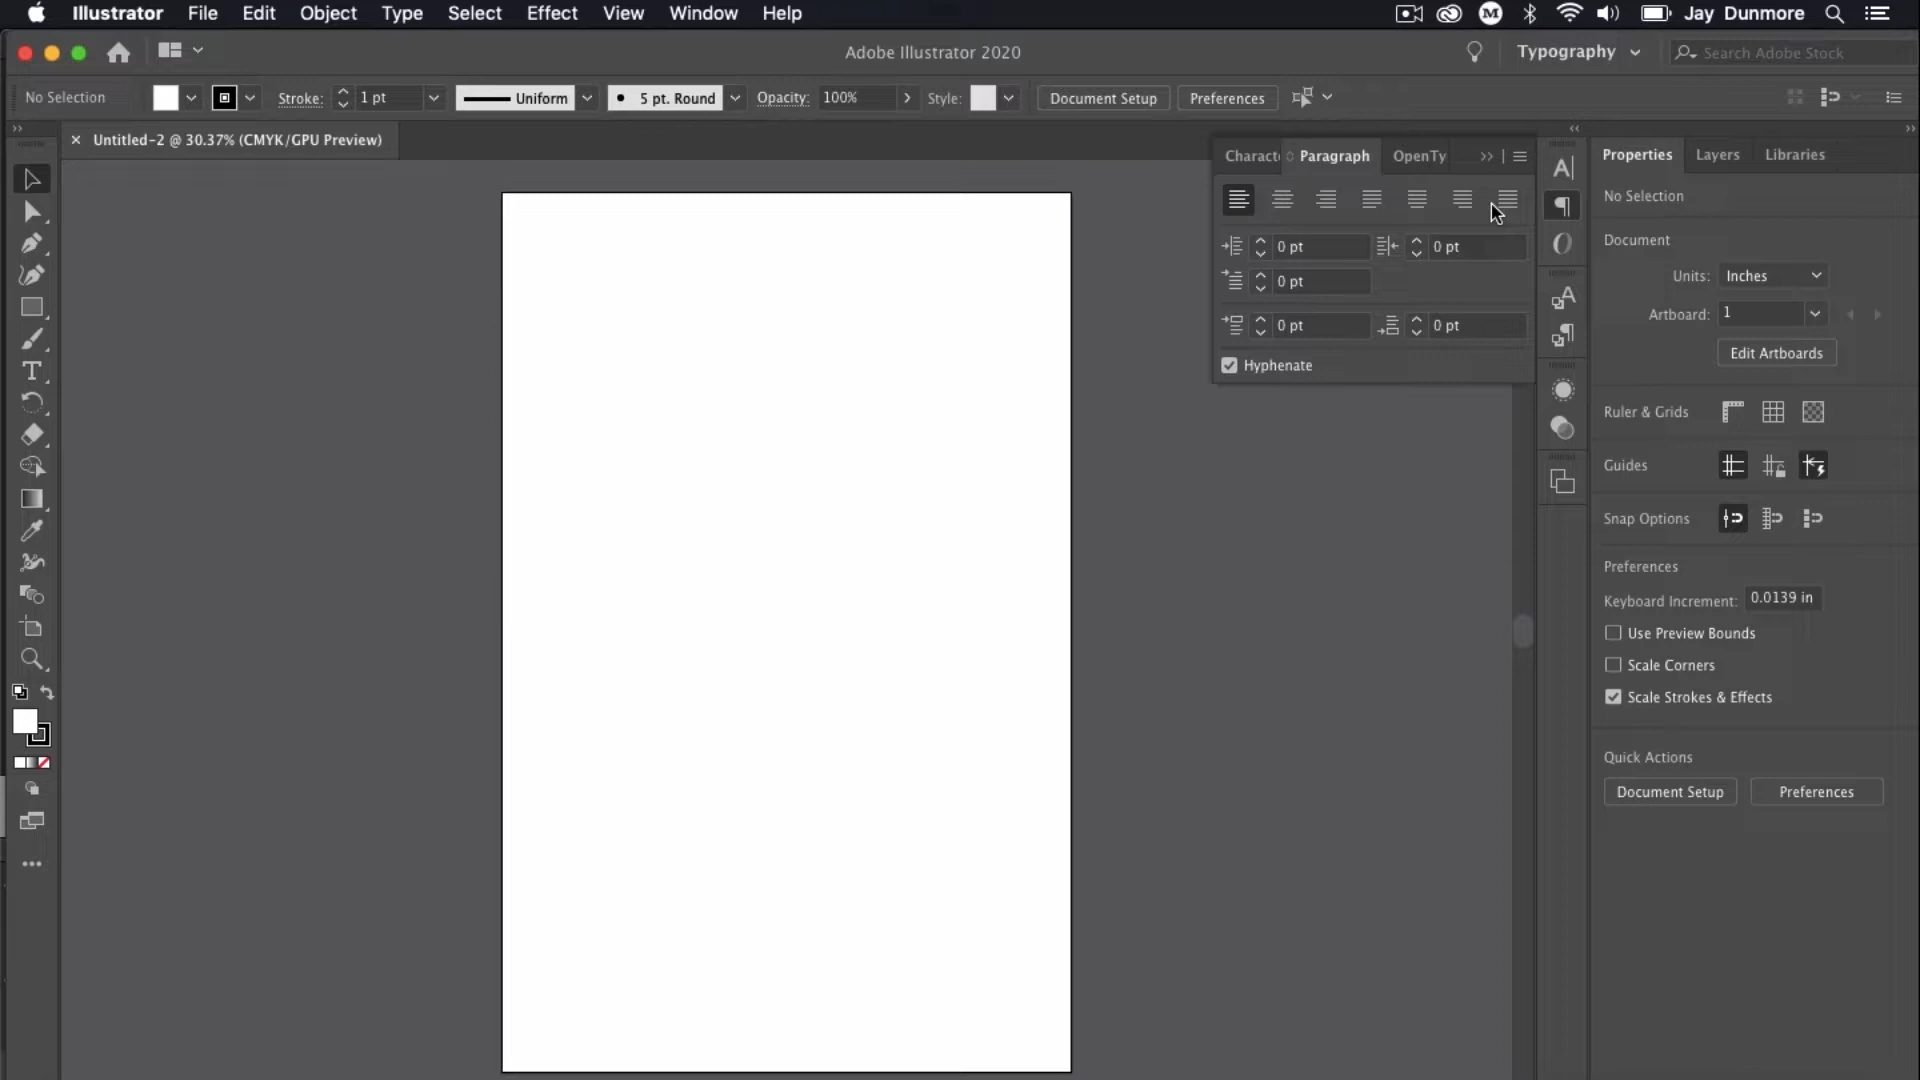 Illustrator File Edit Object Type Select Effect View Window Help Jay Dunmore
Adobe Illustrator 2020 Typography Search Adobe Stock
No Selection Stroke: 1 pt Uniform 5 pt. Round Opacity: 100% Style: Document Setup Preferences
Untitled-2 @ 30.37% (CMYK/GPU Preview)
Charact Paragraph OpenTy
0 pt 0 pt
0 pt
0 pt 0 pt
Hyphenate
Properties Layers Libraries
No Selection
Document
Units: Inches
Artboard: 1
Edit Artboards
Ruler & Grids
Guides
Snap Options
Preferences
Keyboard Increment: 0.0139 in
Use Preview Bounds
Scale Corners
Scale Strokes & Effects
Quick Actions
Document Setup Preferences